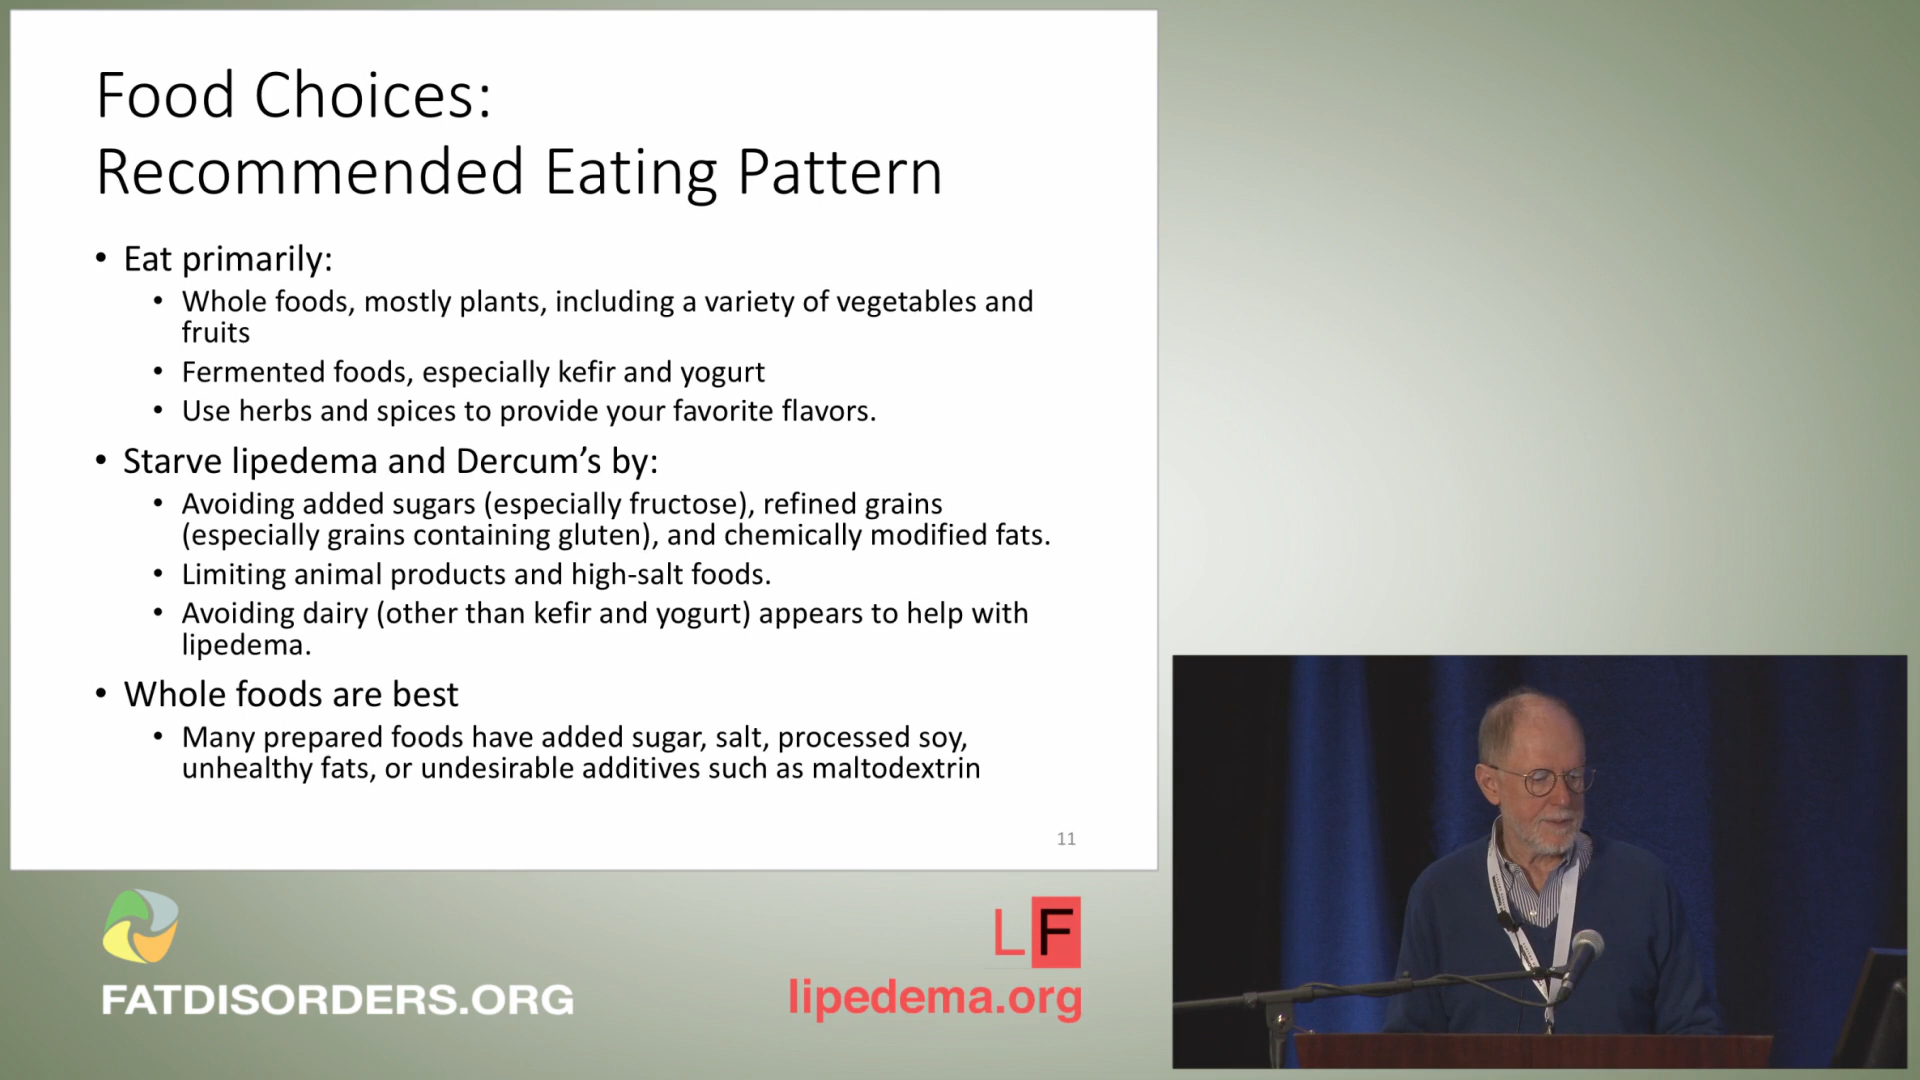 Food Choices:
Recommended Eating Pattern
• Eat primarily:
• Whole foods, mostly plants, including a variety of vegetables and
fruits
• Fermented foods, especially kefir and yogurt
• Use herbs and spices to provide your favorite flavors.
• Starve lipedema and Dercum’s by:
• Avoiding added sugars (especially fructose), refined grains
(especially grains containing gluten), and chemically modified fats.
• Limiting animal products and high-salt foods.
• Avoiding dairy (other than kefir and yogurt) appears to help with
lipedema.
• Whole foods are best
• Many prepared foods have added sugar, salt, processed soy,
unhealthy fats, or undesirable additives such as maltodextrin
11
FATDISORDERS.ORG
LF
lipedema.org